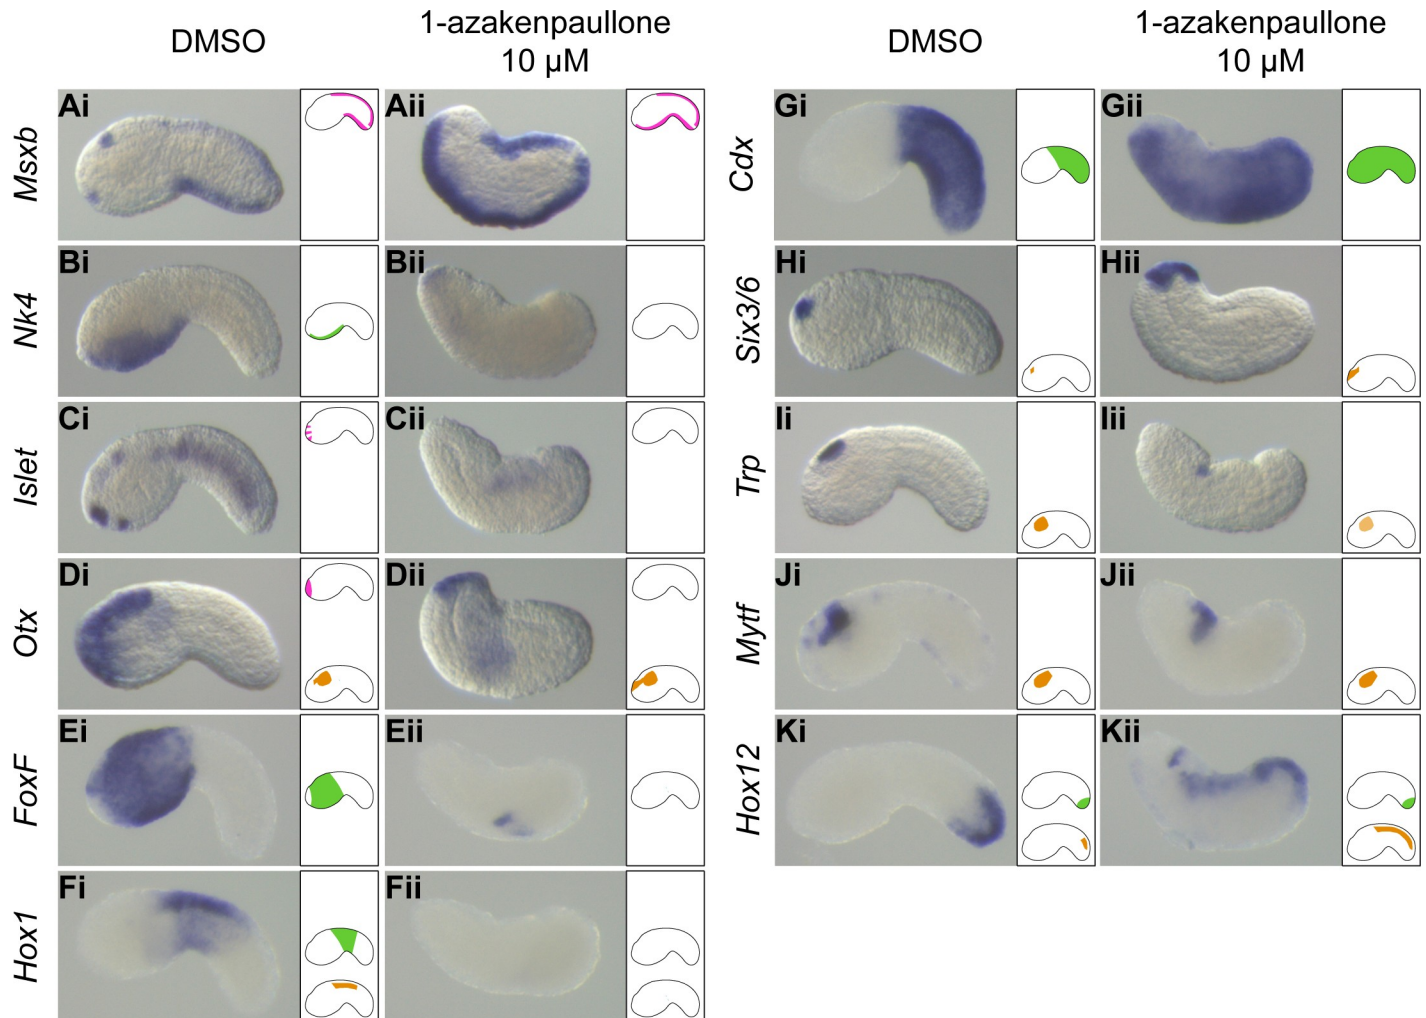 DMSO
1-azakenpaullone
10 µM
DMSO
1-azakenpaullone
10 µM
Msxb
Ai
Aii
Nk4
Bi
Bii
Islet
Ci
Cii
Otx
Di
Dii
FoxF
Ei
Eii
Hox1
Fi
Fii
Cdx
Gi
Gii
Six3/6
Hi
Hii
Trp
Ii
Iii
Mytf
Ji
Jii
Hox12
Ki
Kii